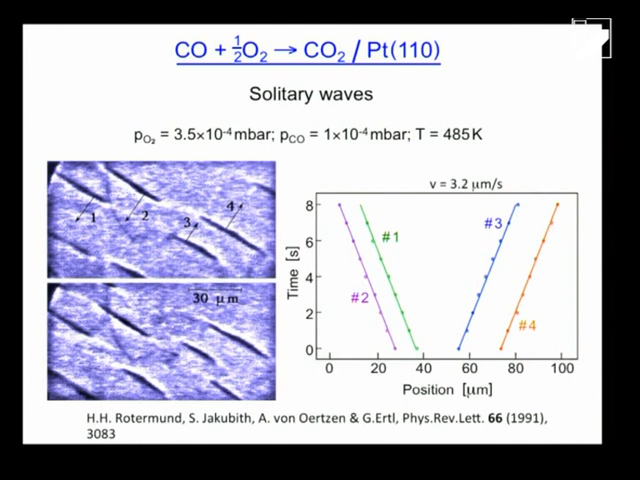 CO + ½O₂ → CO₂ / Pt(110)
Solitary waves
pO₂ = 3.5×10⁻⁴ mbar; pCO = 1×10⁻⁴ mbar; T = 485 K
v = 3.2 μm/s
1 2 3 4
30 μm
Time [s]
8
6
4
2
0
#1
#2
#3
#4
0 20 40 60 80 100
Position [μm]
H.H. Rotermund, S. Jakubith, A. von Oertzen & G.Ertl, Phys.Rev.Lett. 66 (1991),
3083